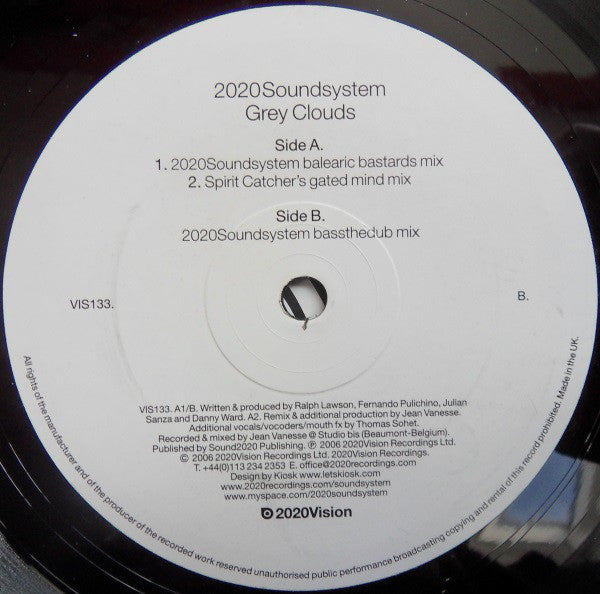 2020Soundsystem
Grey Clouds
Side A.
1. 2020Soundsystem balearic bastards mix
2. Spirit Catcher's gated mind mix
Side B.
2020Soundsystem bassthedub mix
VIS133.
B.
VIS133. A1/B. Written & produced by Ralph Lawson, Fernando Pulichino, Julian
Sanza and Danny Ward. A2. Remix & additional production by Jean Vanesse.
Additional vocals/vocoders/mouth fx by Thomas Sohet.
Recorded & mixed by Jean Vanesse @ Studio bis (Beaumont-Belgium).
Published by Sound2020 Publishing. ℗ 2006 2020Vision Recordings Ltd.
© 2006 2020Vision Recordings Ltd. 2020Vision Recordings.
T. +44(0)113 234 2353 E. office@2020recordings.com
Design by Kiosk www.letskiosk.com
www.2020recordings.com/soundsystem
www.myspace.com/2020soundsystem
2020Vision
All rights of the manufacturer and of the producer of the recorded work reserved unauthorised public performance broadcasting copying and rental of this record prohibited. Made in the UK.